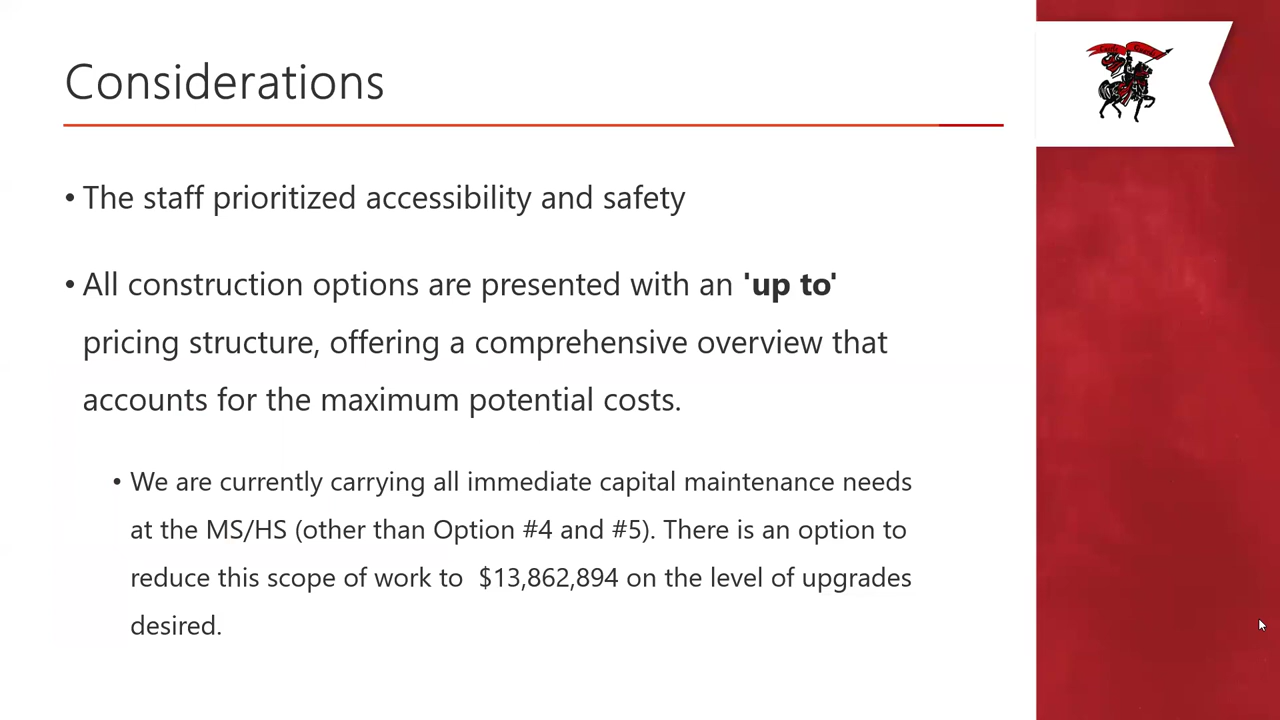 Considerations
• The staff prioritized accessibility and safety
• All construction options are presented with an 'up to'
pricing structure, offering a comprehensive overview that
accounts for the maximum potential costs.
• We are currently carrying all immediate capital maintenance needs
at the MS/HS (other than Option #4 and #5). There is an option to
reduce this scope of work to $13,862,894 on the level of upgrades
desired.